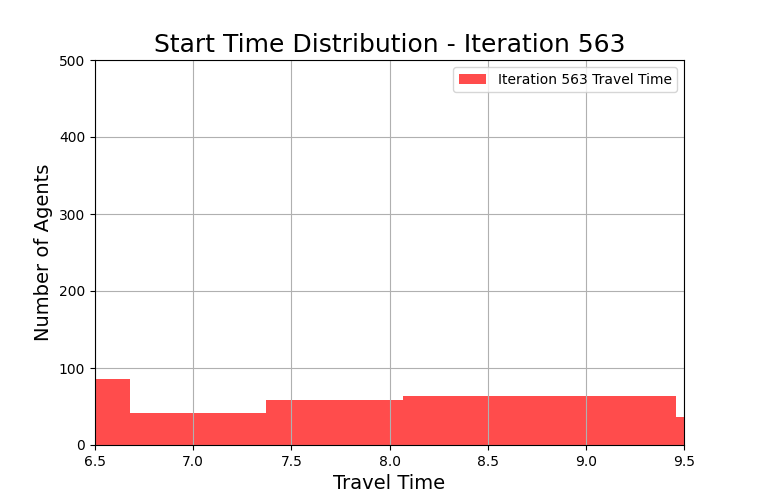 Start Time Distribution - Iteration 563
Iteration 563 Travel Time
Number of Agents
500
400
300
200
100
0
6.5 7.0 7.5 8.0 8.5 9.0 9.5
Travel Time